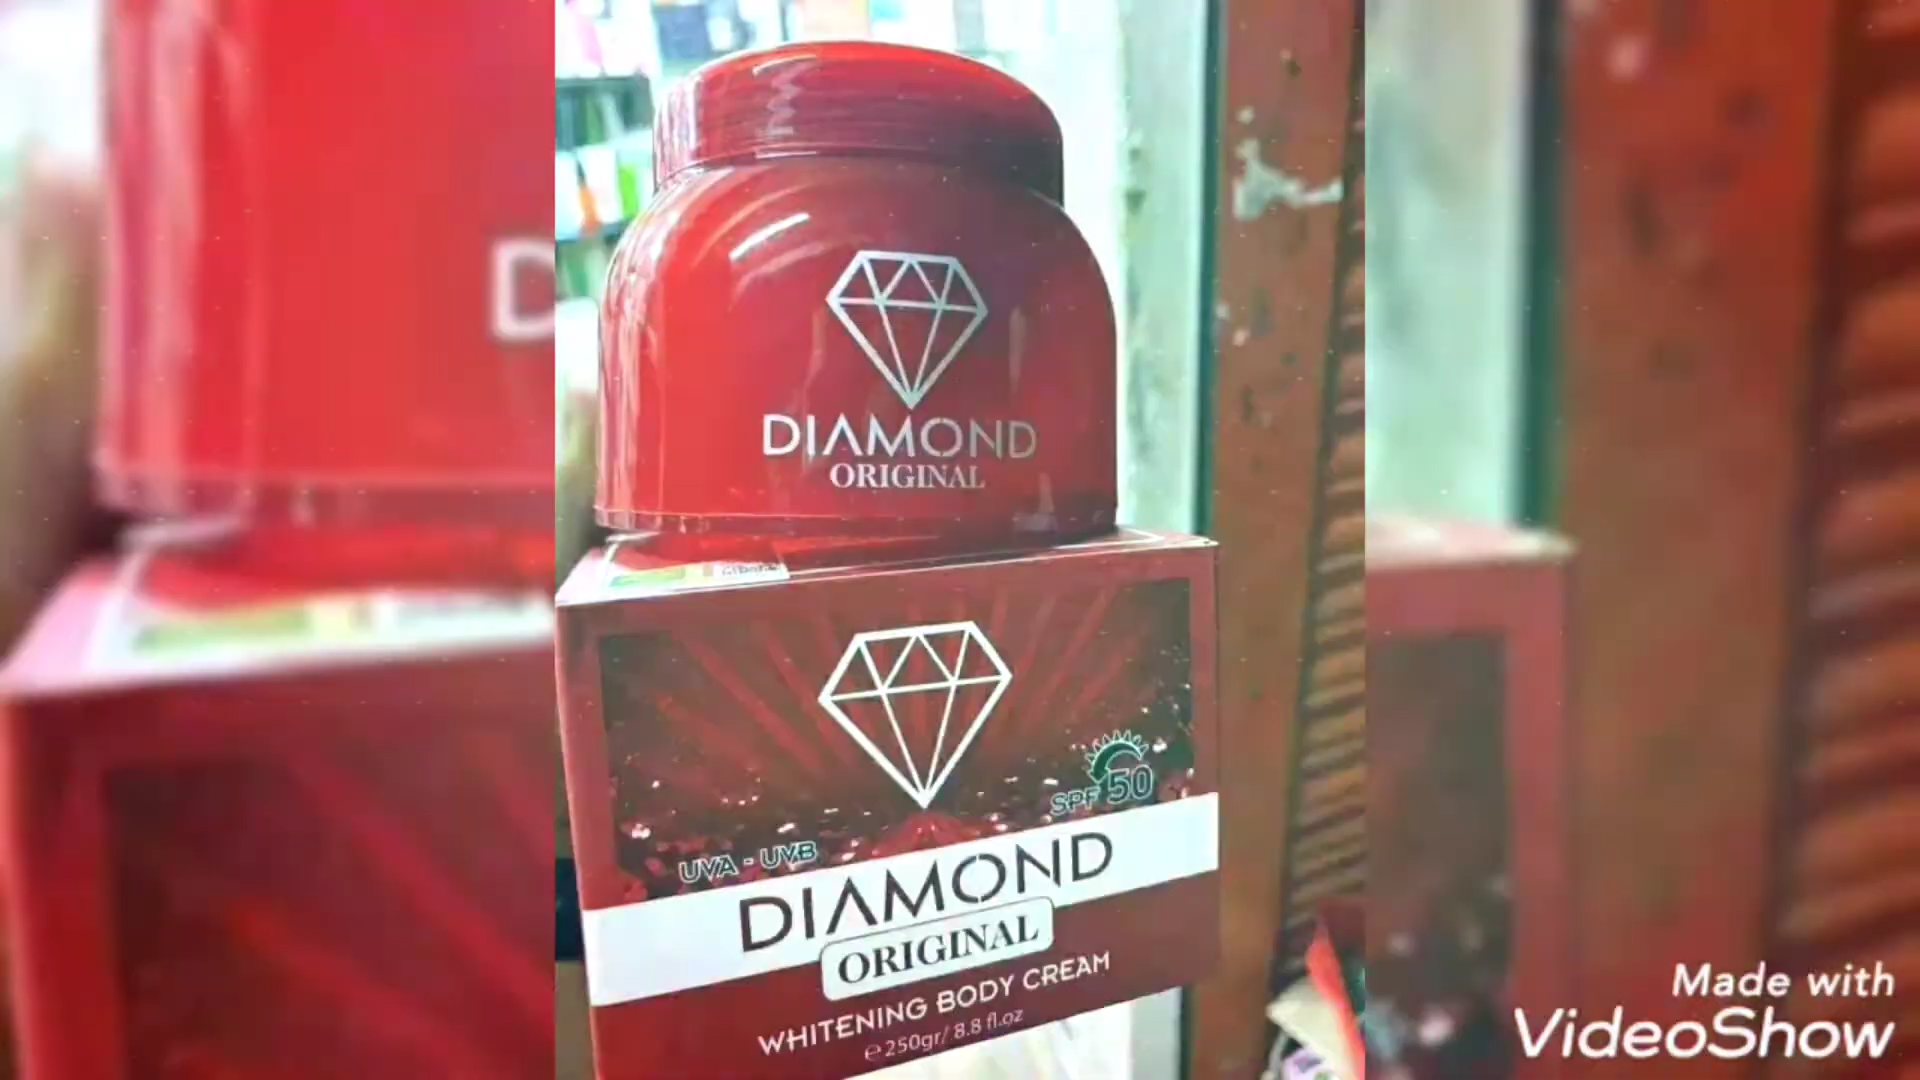 DIAMOND
ORIGINAL
SPF 50
UVA - UVB
DIAMOND
ORIGINAL
WHITENING BODY CREAM
℮250gr/ 8.8 fl.oz
D
Made with
VideoShow